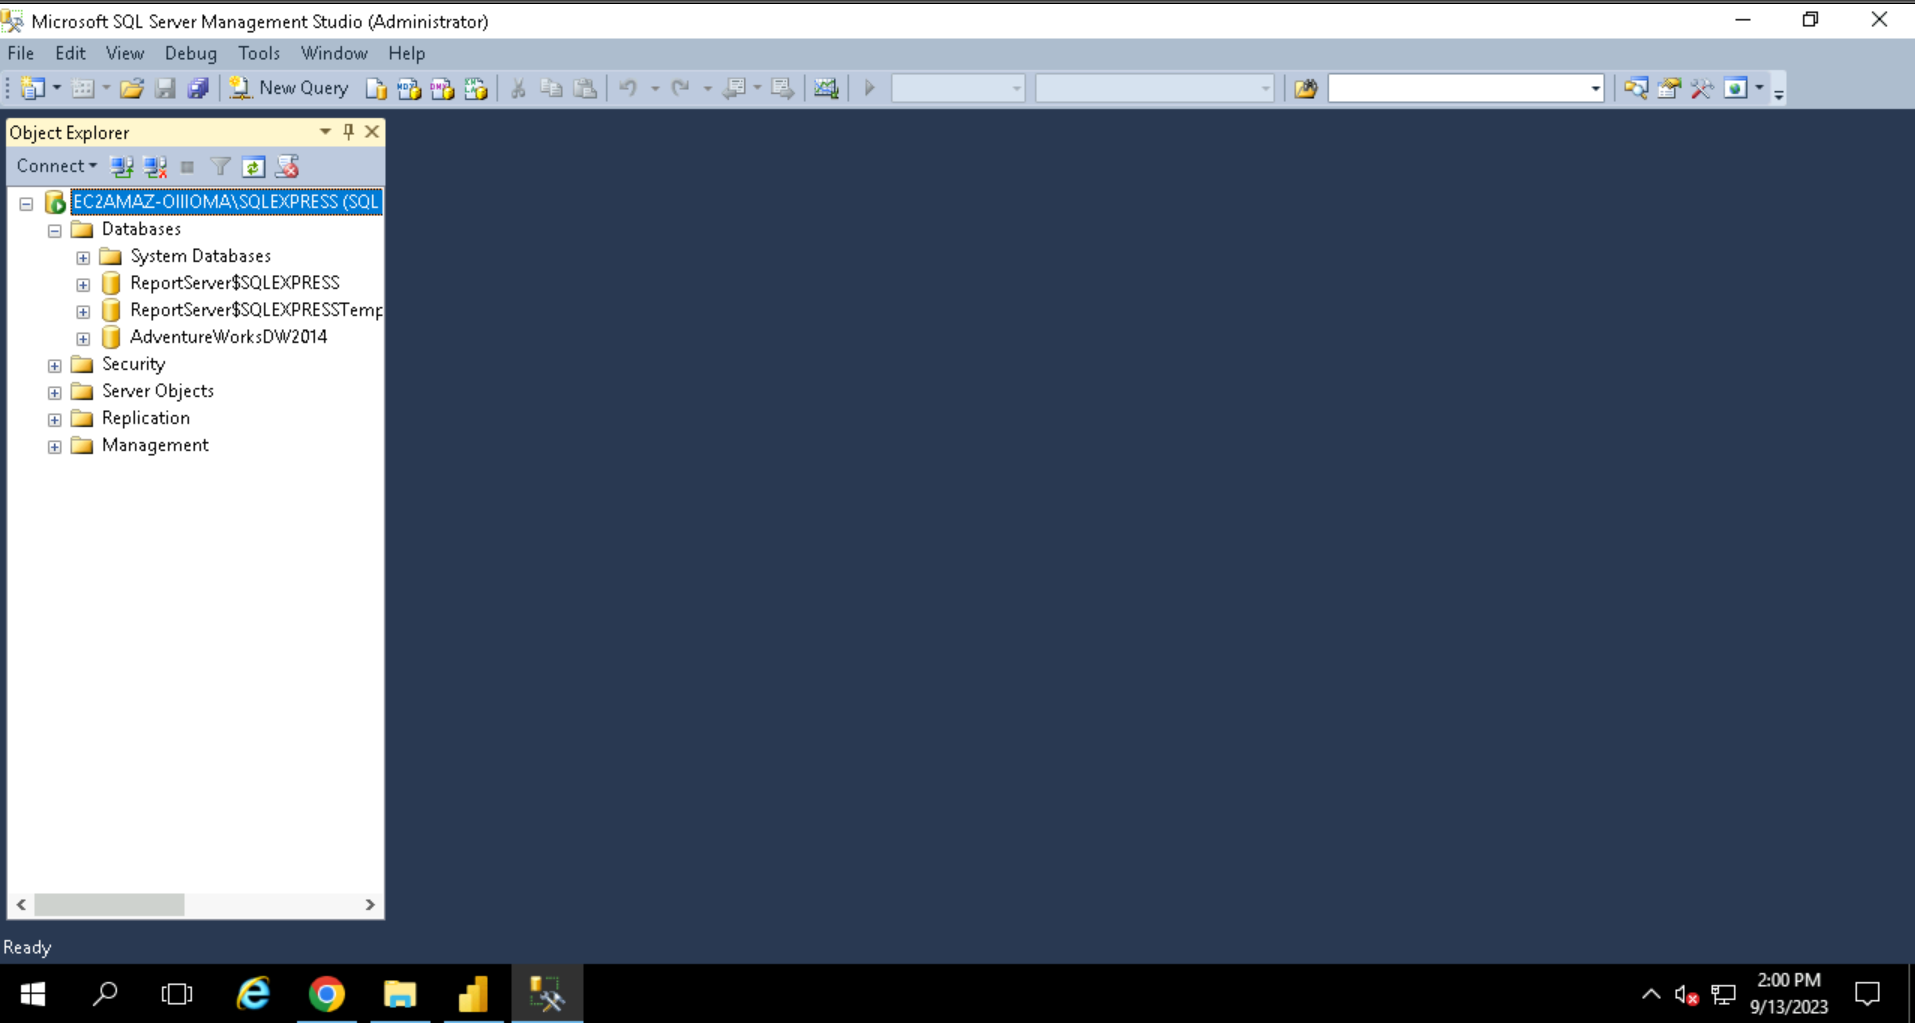 Microsoft SQL Server Management Studio (Administrator)
File Edit View Debug Tools Window Help
New Query
Object Explorer
Connect
EC2AMAZ-OIIIOMA\SQLEXPRESS (SQL
Databases
System Databases
ReportServer$SQLEXPRESS
ReportServer$SQLEXPRESSTemp
AdventureWorksDW2014
Security
Server Objects
Replication
Management
Ready
2:00 PM
9/13/2023